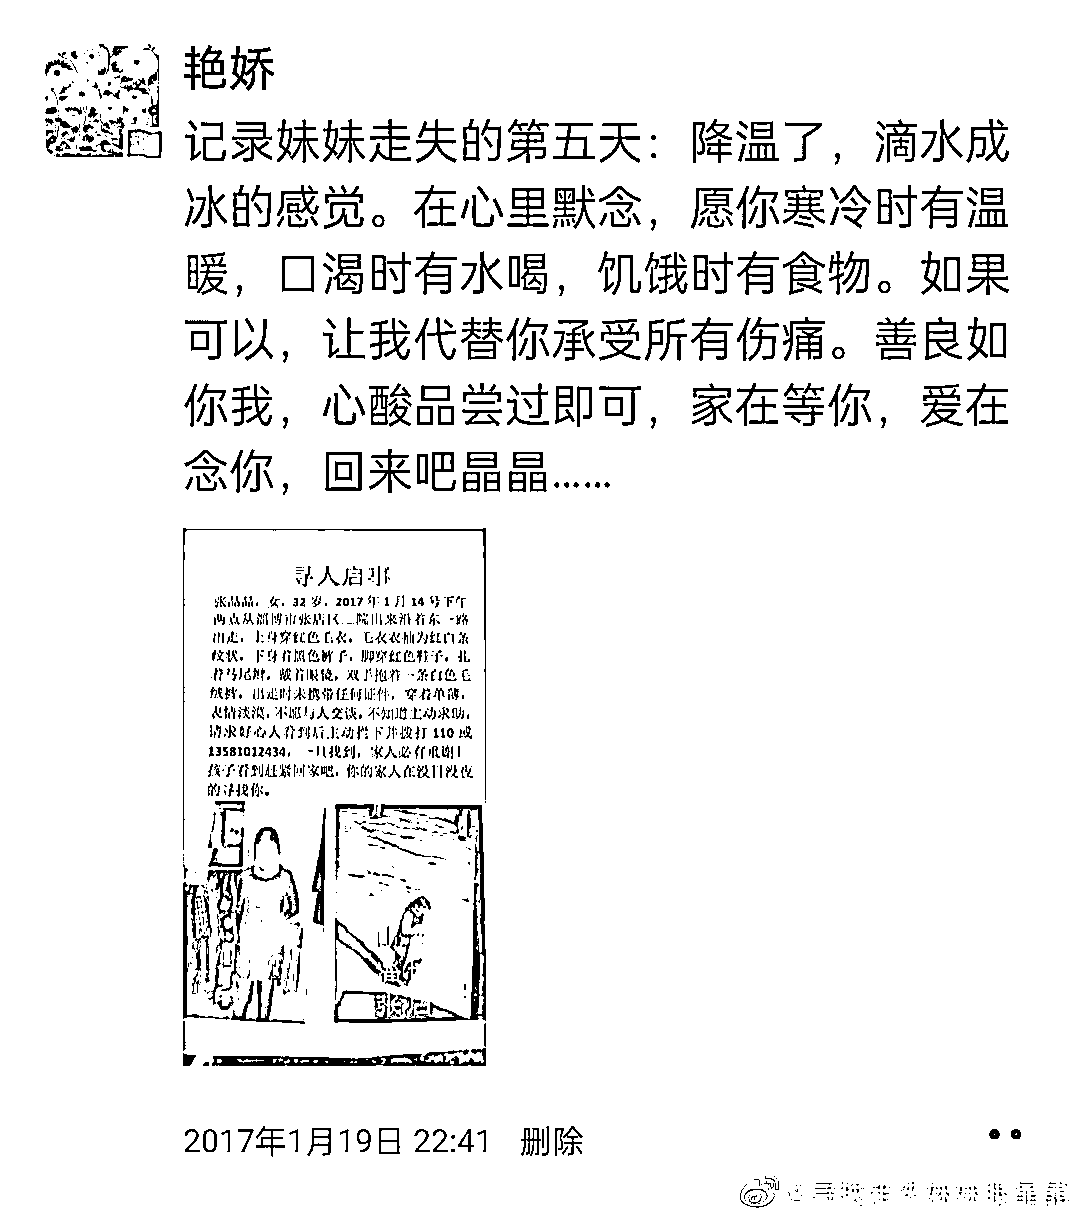 艳娇
记录妹妹走失的第五天：降温了，滴水成
冰的感觉。在心里默念，愿你寒冷时有温
暖，口渴时有水喝，饥饿时有食物。如果
可以，让我代替你承受所有伤痛。善良如
你我，心酸品尝过即可，家在等你，爱在
念你，回来吧晶晶……
寻人启事
张晶晶，女，32岁，2017年1月14号下午
两点从淄博市张店区二院出来沿着东一路
出走，上身穿红色毛衣，毛衣衣袖为红白条
纹状，下身着黑色裤子，脚穿红色鞋子，扎
着马尾辫，戴着眼镜，双手抱着一条白色毛
绒裤，出走时未携带任何证件，穿着单薄，
表情淡漠，不愿与人交谈，不知道主动求助，
请求好心人看到后主动拦下并拨打110或
13581012434，一旦找到，家人必有重谢！
孩子看到赶紧回家吧，你的家人在没日没夜
的寻找你。
2017年1月19日 22:41 删除